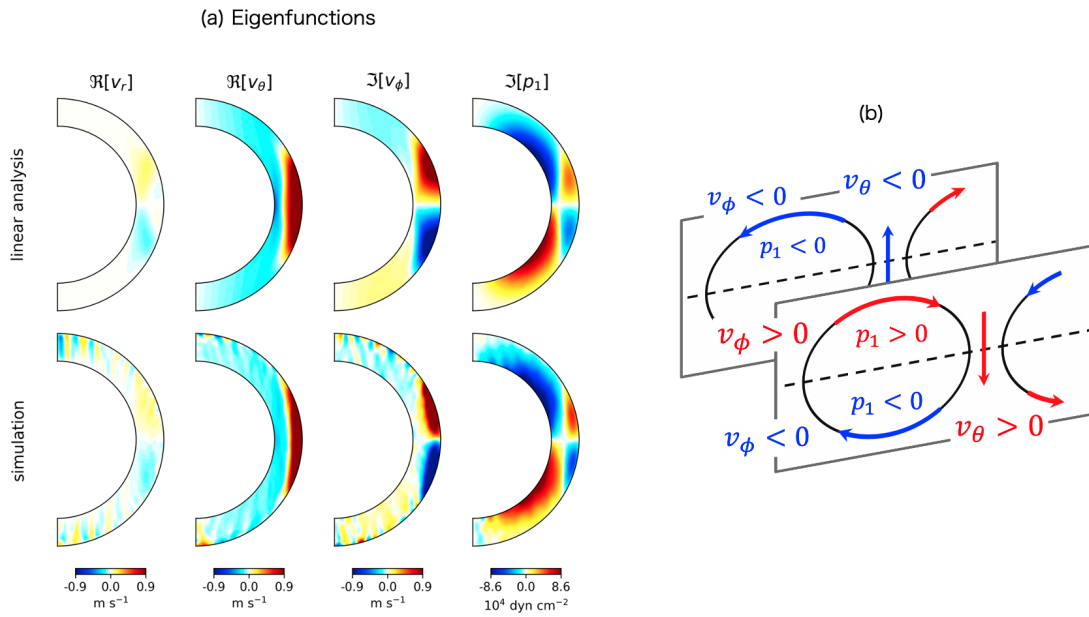 (a) Eigenfunctions
ℜ[v_r] ℜ[v_θ] ℑ[v_ϕ] ℑ[p_1]
linear analysis
simulation
-0.9 0.0 0.9
m s⁻¹
-0.9 0.0 0.9
m s⁻¹
-0.9 0.0 0.9
m s⁻¹
-8.6 0.0 8.6
10⁴ dyn cm⁻²
(b)
v_ϕ < 0
v_θ < 0
p_1 < 0
v_ϕ > 0
p_1 > 0
p_1 < 0
v_ϕ < 0
v_θ > 0